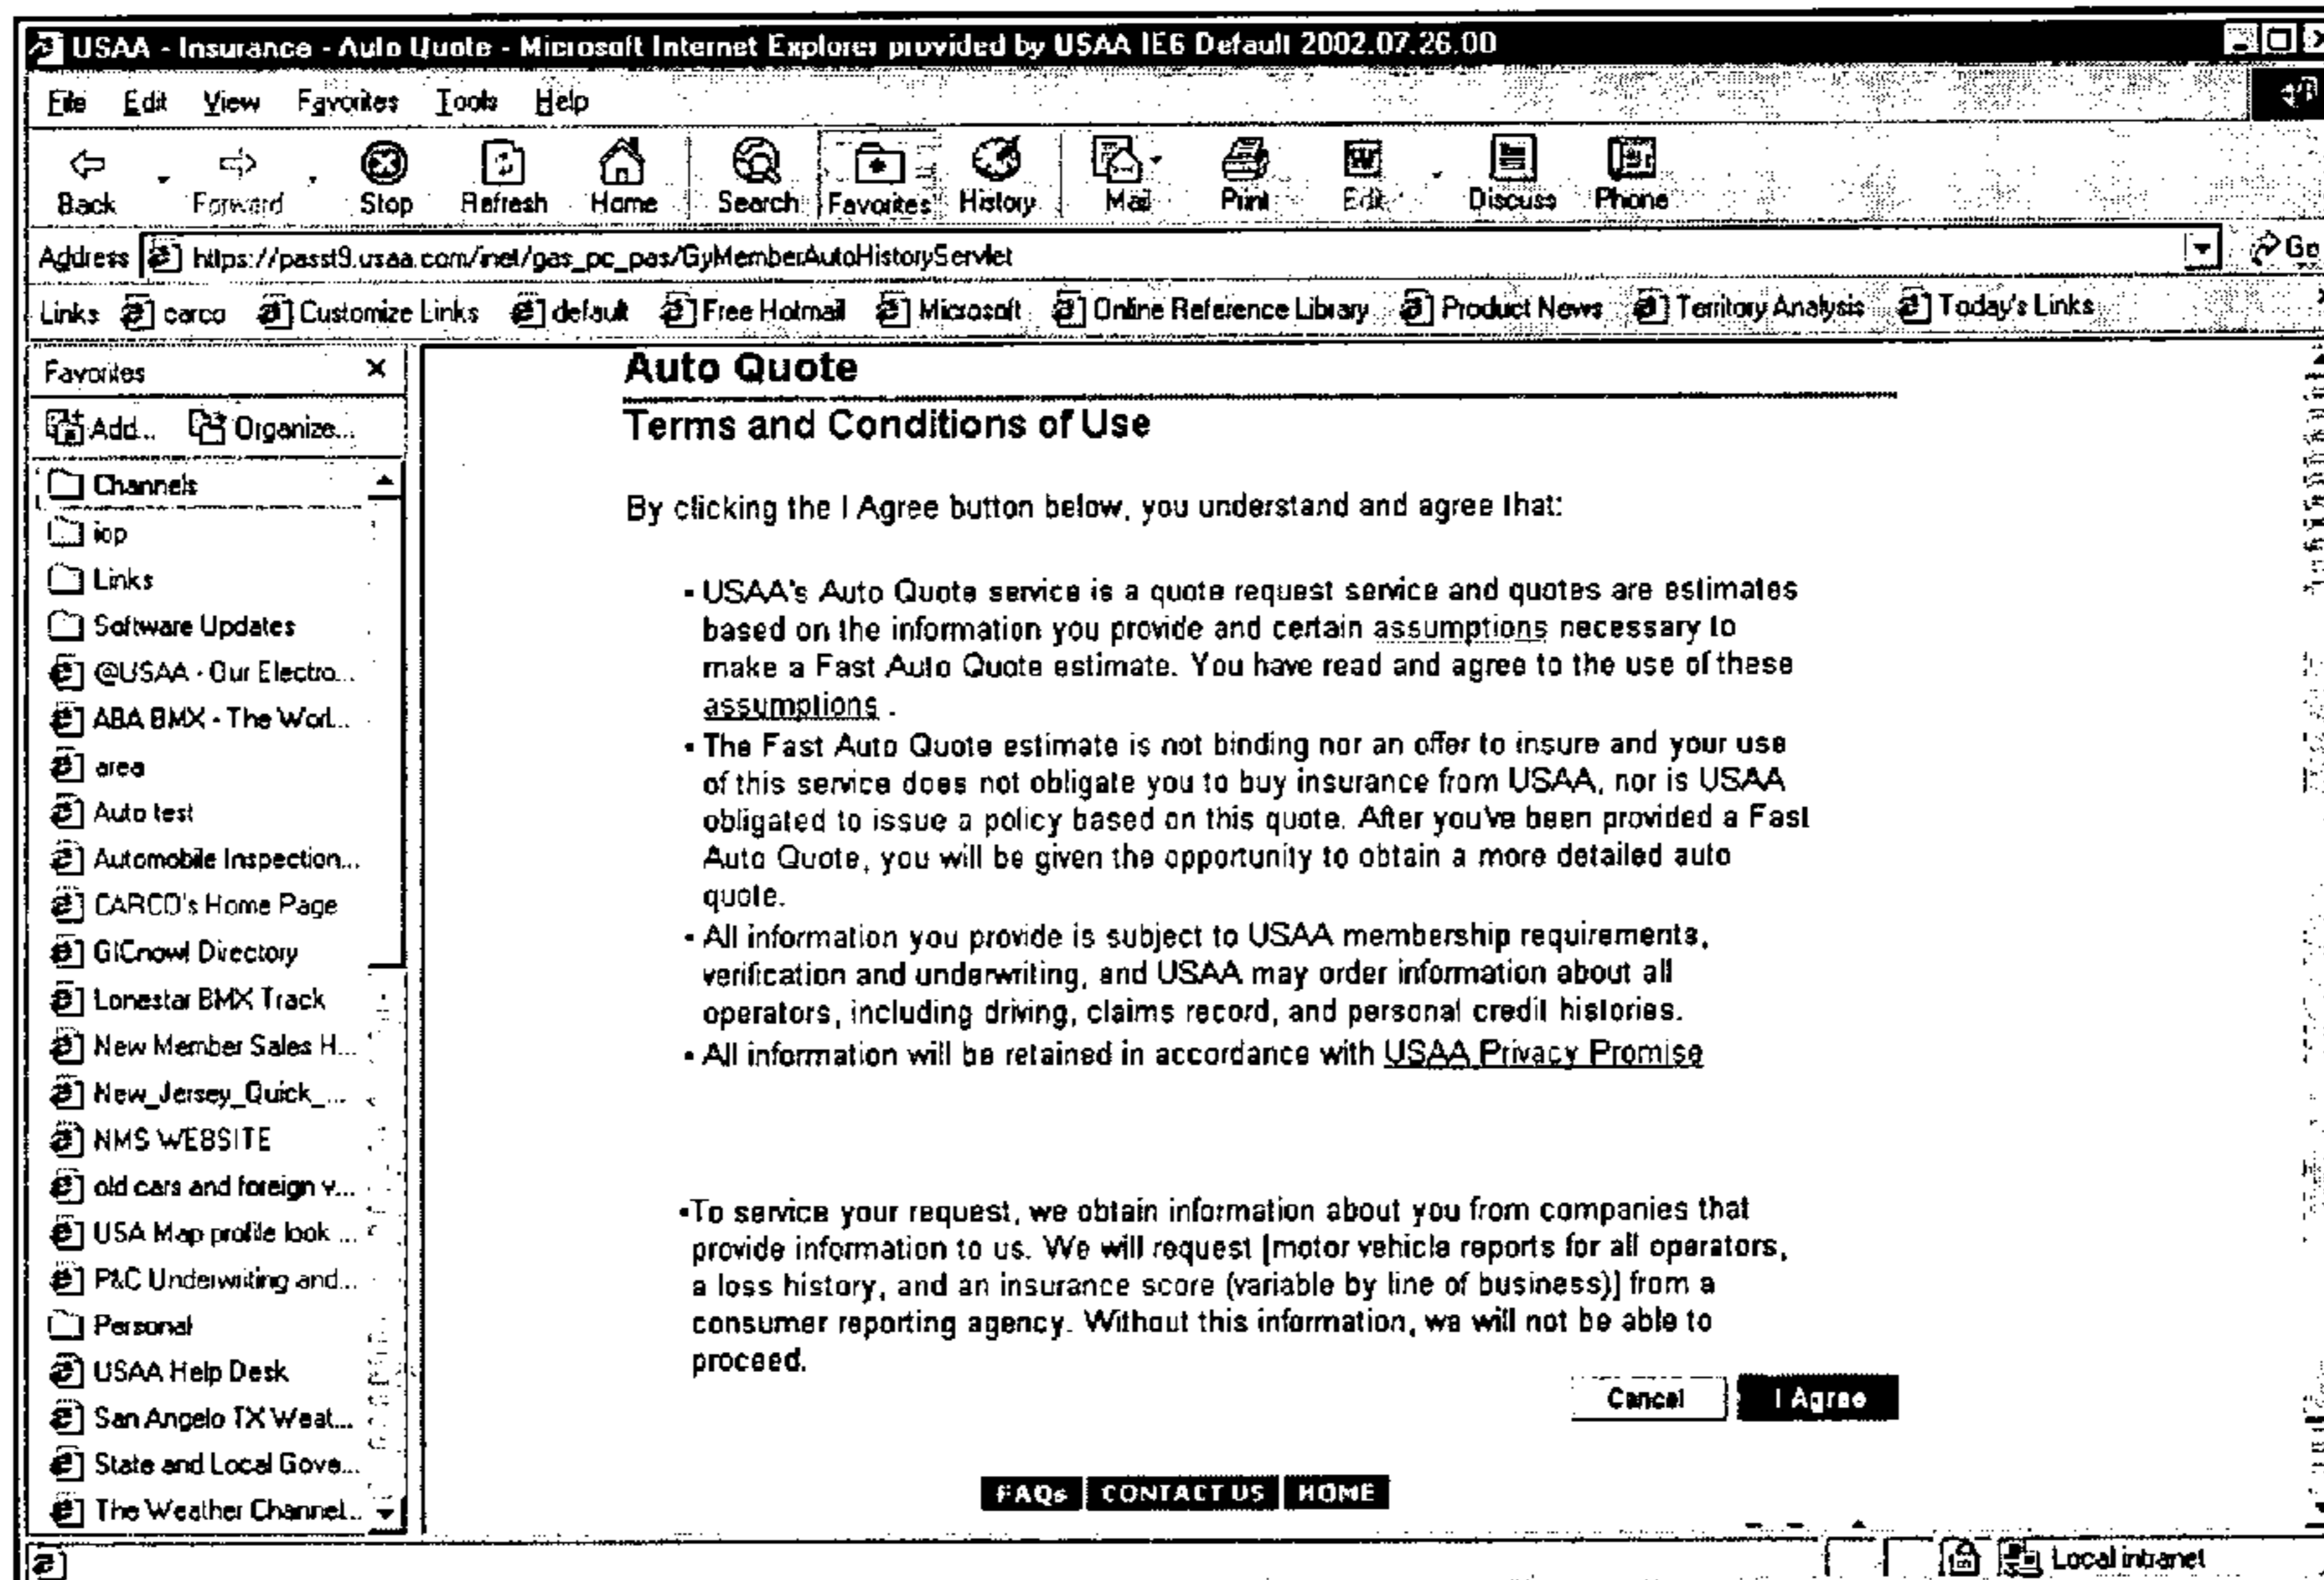 USAA - Insurance - Auto Quote - Microsoft Internet Explorer provided by USAA IE6 Default 2002.07.26.00
File Edit View Favorites Tools Help
Back Forward Stop Refresh Home Search Favorites History Mail Print Edit Discuss Phone
Address https://passt9.usaa.com/inet/gas_pc_pas/GyMemberAutoHistoryServlet Go
Links carco Customize Links default Free Hotmail Microsoft Online Reference Library Product News Territory Analysis Today's Links
Favorites
Add... Organize...
Channels
iop
Links
Software Updates
@USAA - Our Electro...
ABA BMX - The Worl...
area
Auto test
Automobile Inspection...
CARCO's Home Page
GICnowl Directory
Lonestar BMX Track
New Member Sales H...
New_Jersey_Quick_...
NMS WEBSITE
old cars and foreign v...
USA Map profile look ...
P&C Underwriting and...
Personal
USAA Help Desk
San Angelo TX Weat...
State and Local Gove...
The Weather Channel...
Auto Quote
Terms and Conditions of Use
By clicking the I Agree button below, you understand and agree that:
▪ USAA's Auto Quote service is a quote request service and quotes are estimates
based on the information you provide and certain assumptions necessary to
make a Fast Auto Quote estimate. You have read and agree to the use of these
assumptions .
▪ The Fast Auto Quote estimate is not binding nor an offer to insure and your use
of this service does not obligate you to buy insurance from USAA, nor is USAA
obligated to issue a policy based on this quote. After you've been provided a Fast
Auto Quote, you will be given the opportunity to obtain a more detailed auto
quote.
▪ All information you provide is subject to USAA membership requirements,
verification and underwriting, and USAA may order information about all
operators, including driving, claims record, and personal credit histories.
▪ All information will be retained in accordance with USAA Privacy Promise
▪To service your request, we obtain information about you from companies that
provide information to us. We will request [motor vehicle reports for all operators,
a loss history, and an insurance score (variable by line of business)] from a
consumer reporting agency. Without this information, we will not be able to
proceed.
Cancel I Agree
FAQs CONTACT US HOME
Local intranet